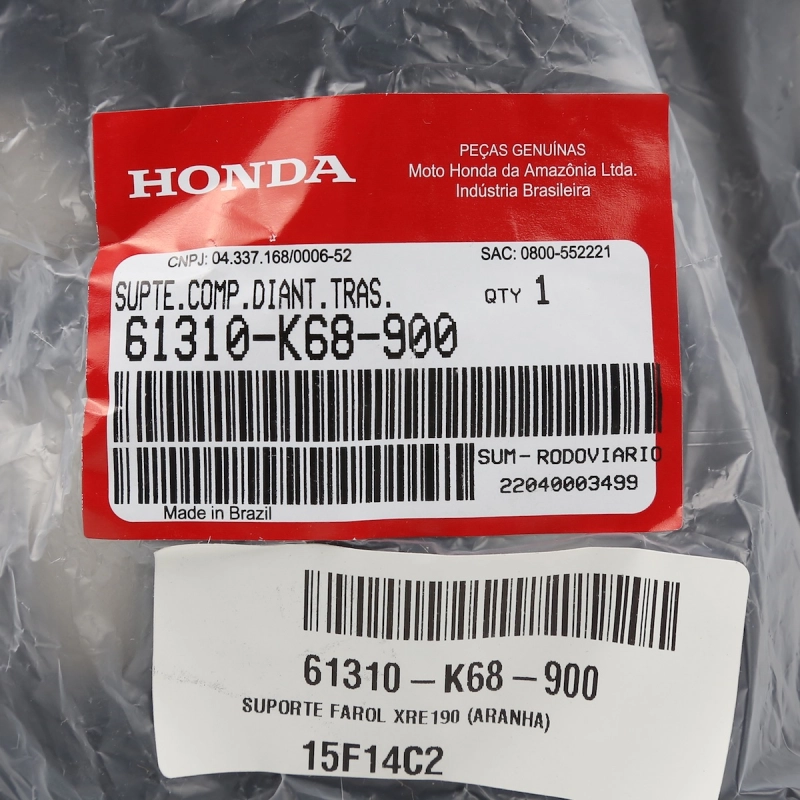 HONDA
PEÇAS GENUÍNAS
Moto Honda da Amazônia Ltda.
Indústria Brasileira
CNPJ: 04.337.168/0006-52
SAC: 0800-552221
SUPTE.COMP.DIANT.TRAS.
QTY 1
61310-K68-900
SUM-RODOVIARIO
22040003499
Made in Brazil
61310-K68-900
SUPORTE FAROL XRE190 (ARANHA)
15F14C2